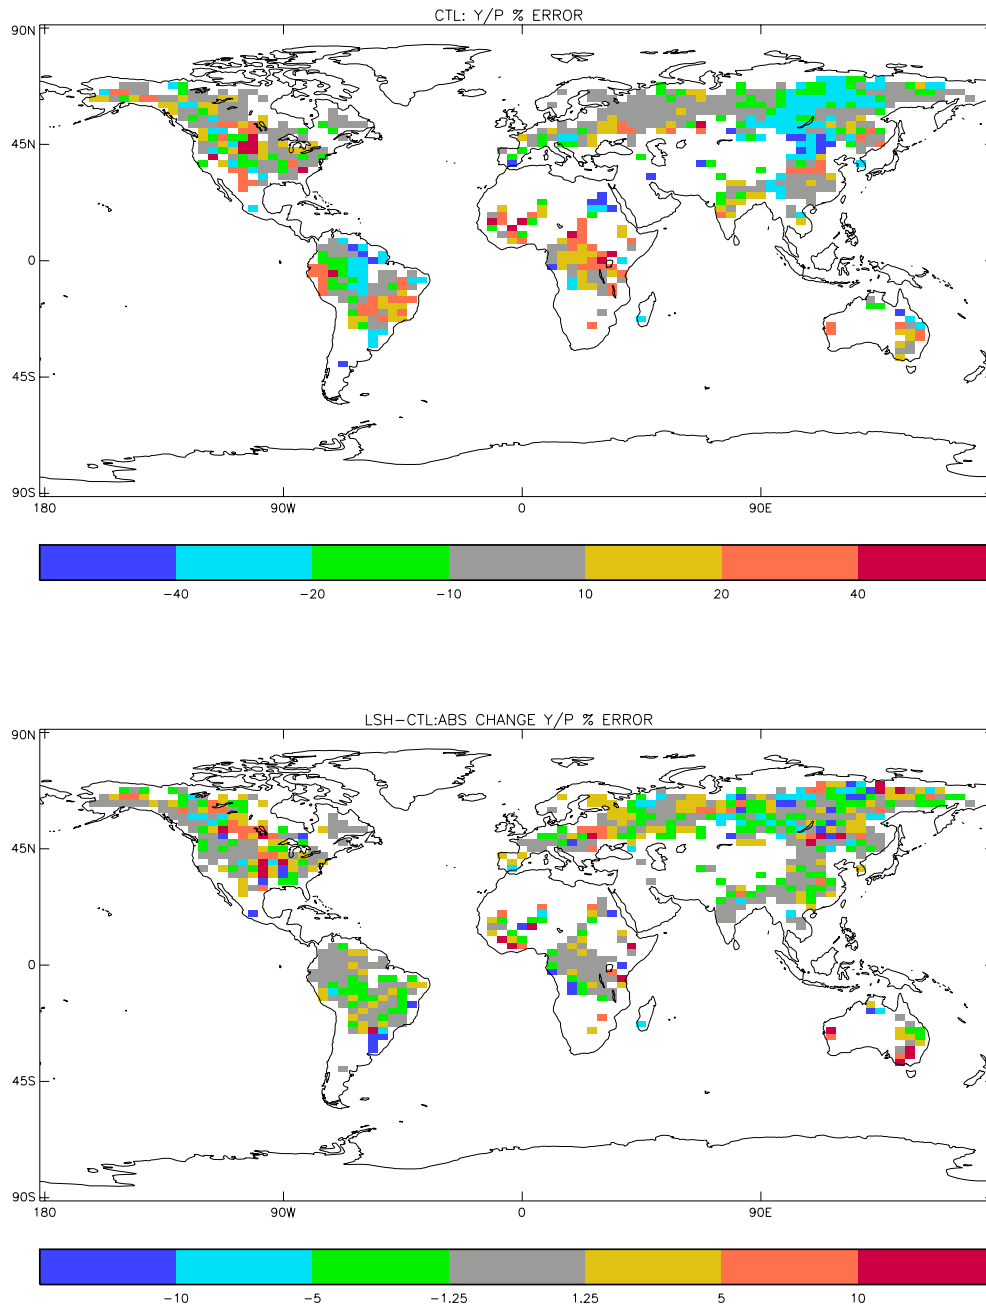 CTL: Y/P % ERROR
90N
45N
0
45S
90S
180 90W 0 90E
-40 -20 -10 10 20 40
LSH-CTL:ABS CHANGE Y/P % ERROR
90N
45N
0
45S
90S
180 90W 0 90E
-10 -5 -1.25 1.25 5 10